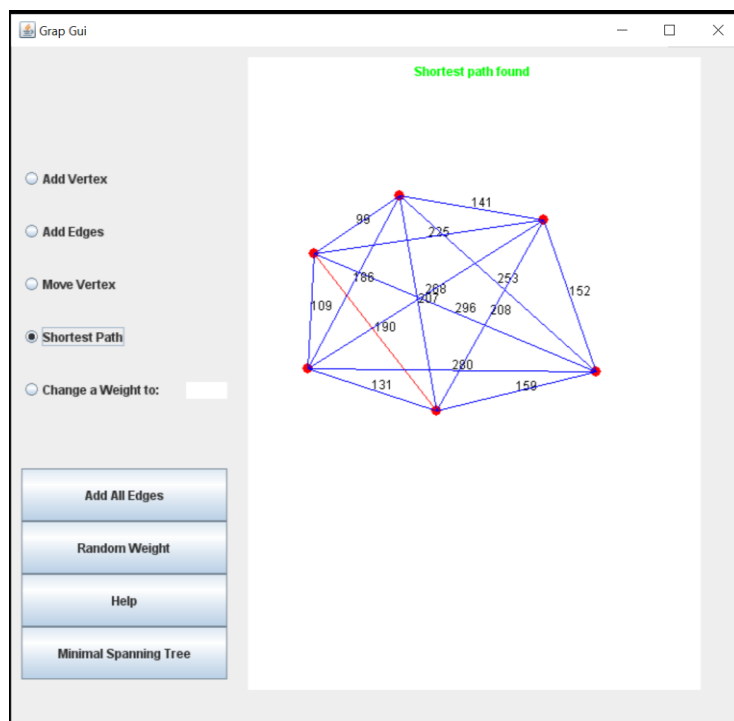 Grap Gui
Shortest path found
Add Vertex
Add Edges
Move Vertex
Shortest Path
Change a Weight to:
Add All Edges
Random Weight
Help
Minimal Spanning Tree
141
99
225
186
268
253
207
152
109
296
208
190
280
131
159